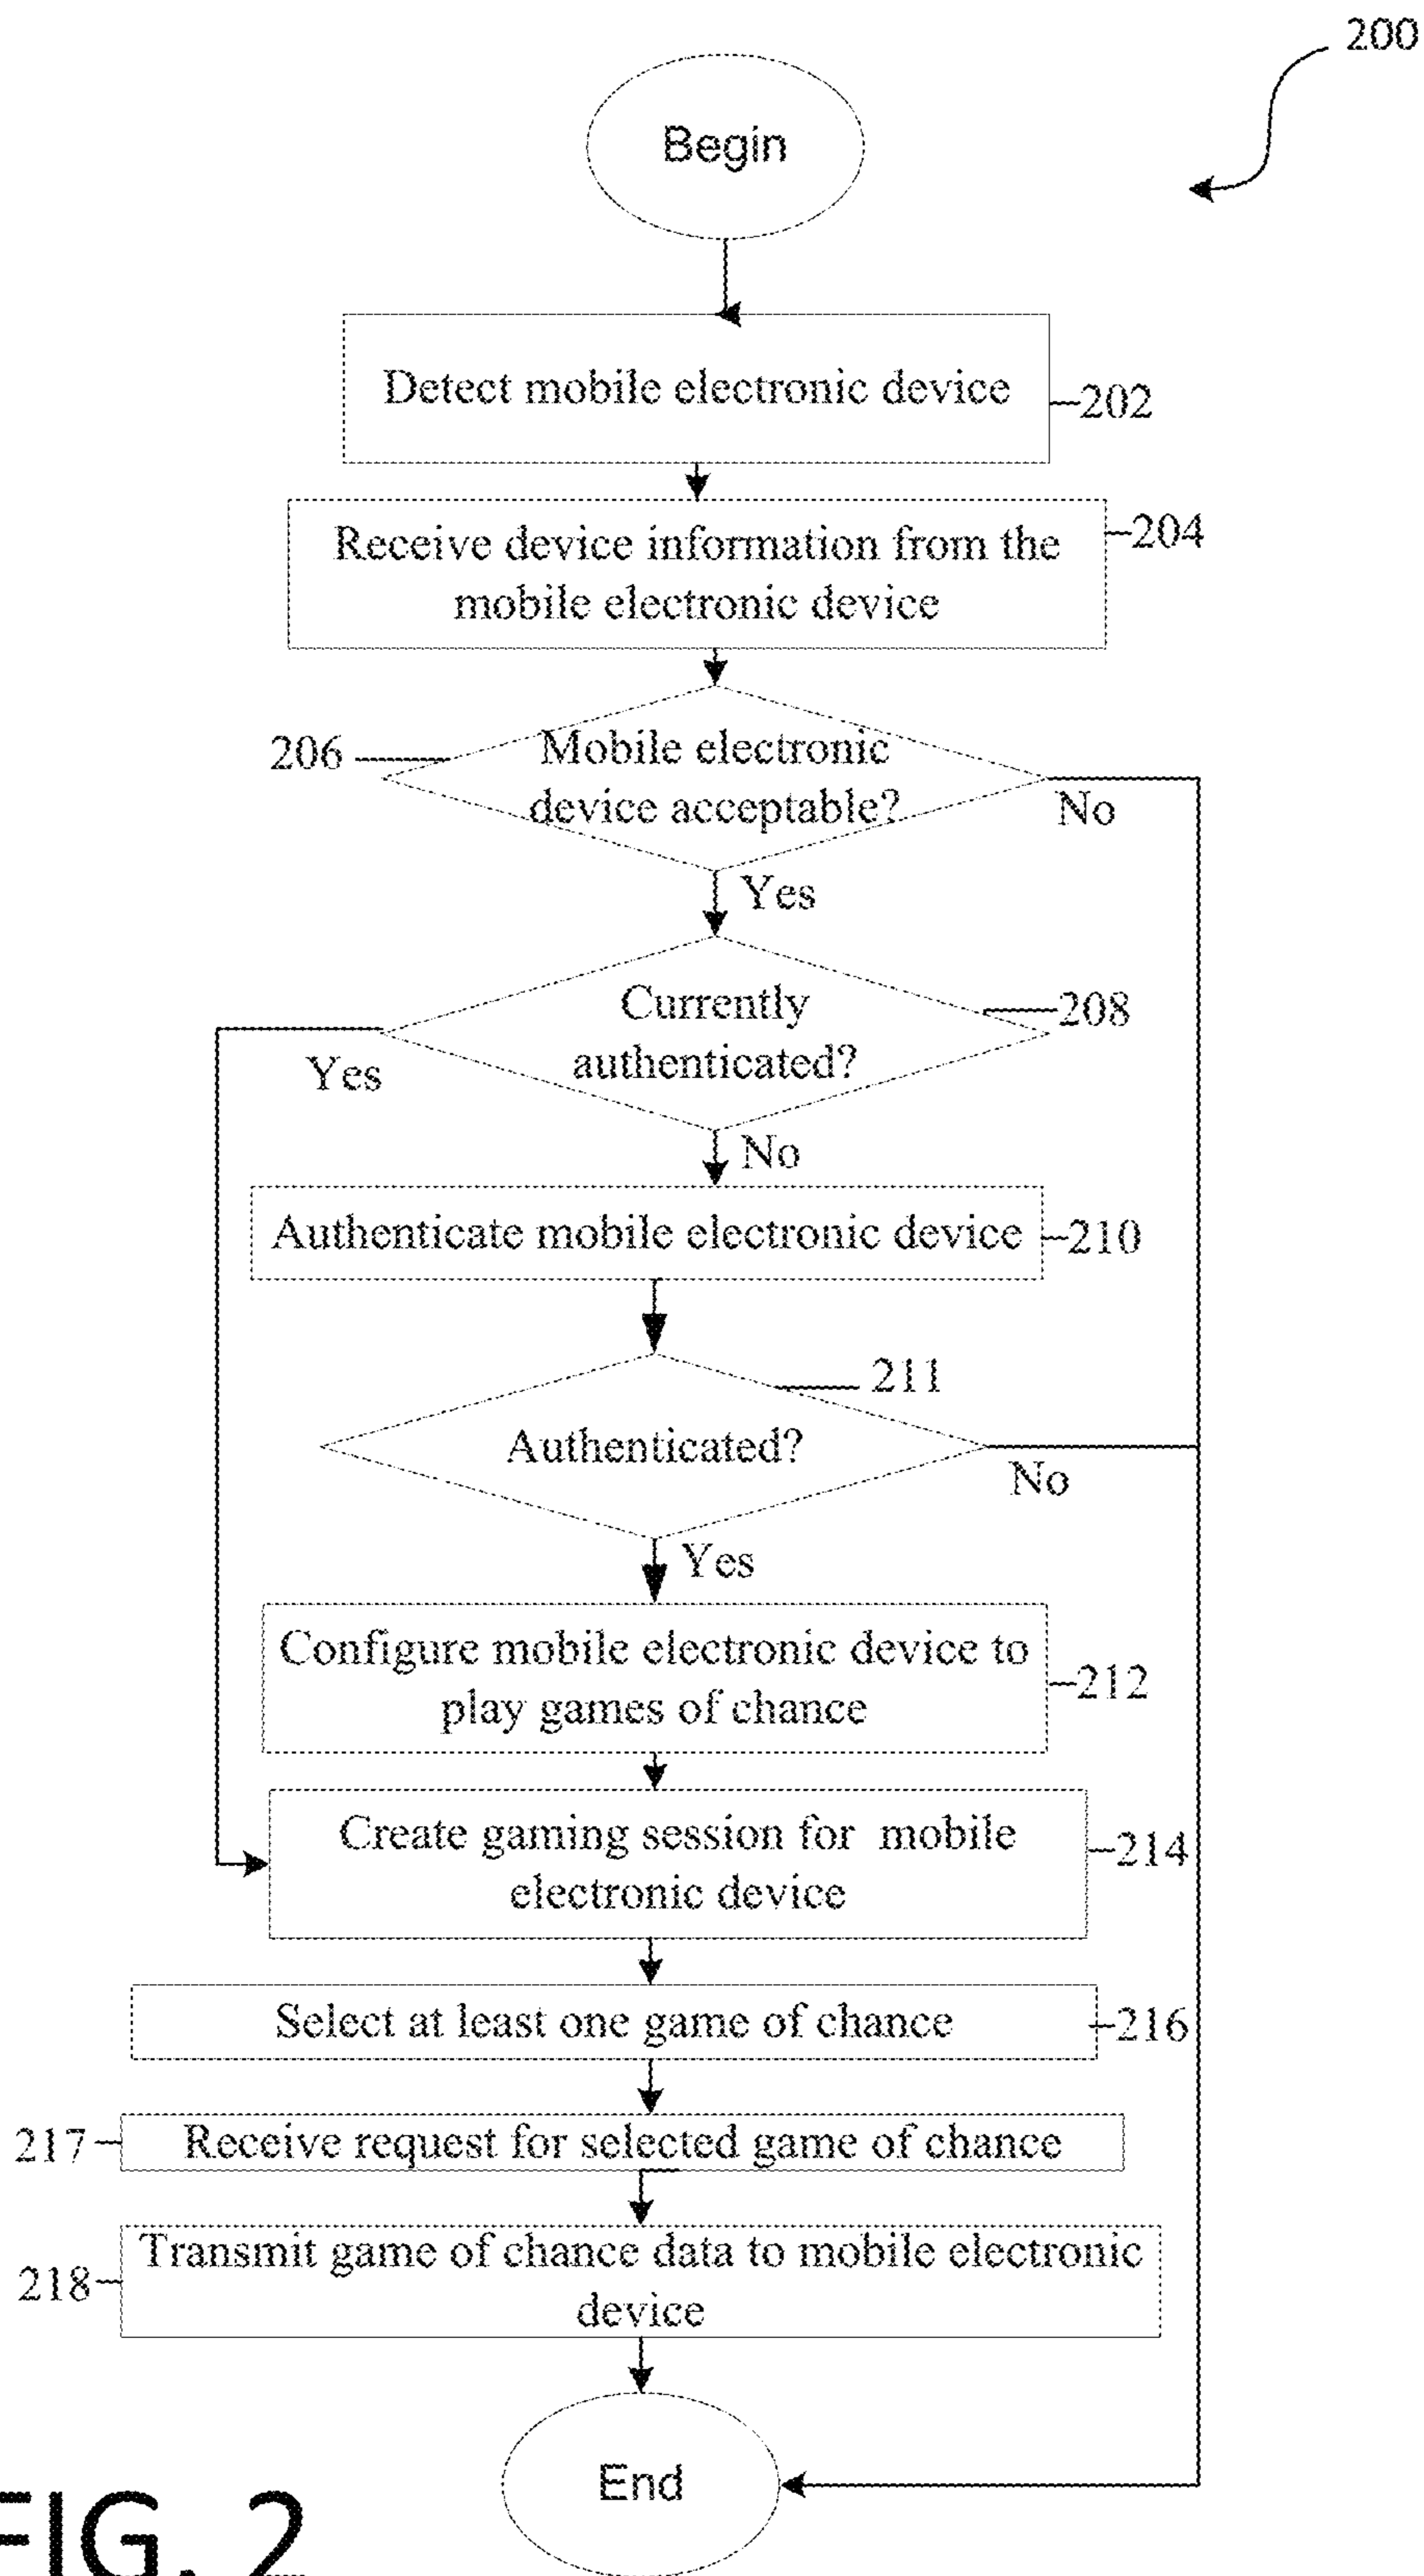 200
Begin
Detect mobile electronic device
202
Receive device information from the
mobile electronic device
204
206
Mobile electronic
device acceptable?
No
Yes
Currently
authenticated?
208
Yes
No
Authenticate mobile electronic device
210
211
Authenticated?
No
Yes
Configure mobile electronic device to
play games of chance
212
Create gaming session for mobile
electronic device
214
Select at least one game of chance
216
217
Receive request for selected game of chance
218
Transmit game of chance data to mobile electronic
device
End
FIG. 2